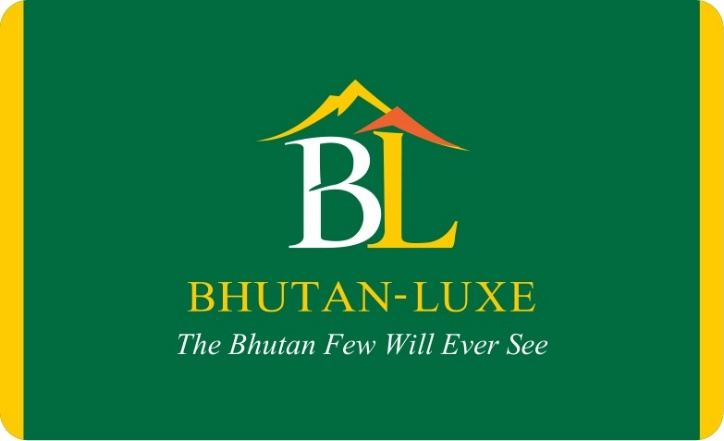 BL
BHUTAN-LUXE
The Bhutan Few Will Ever See